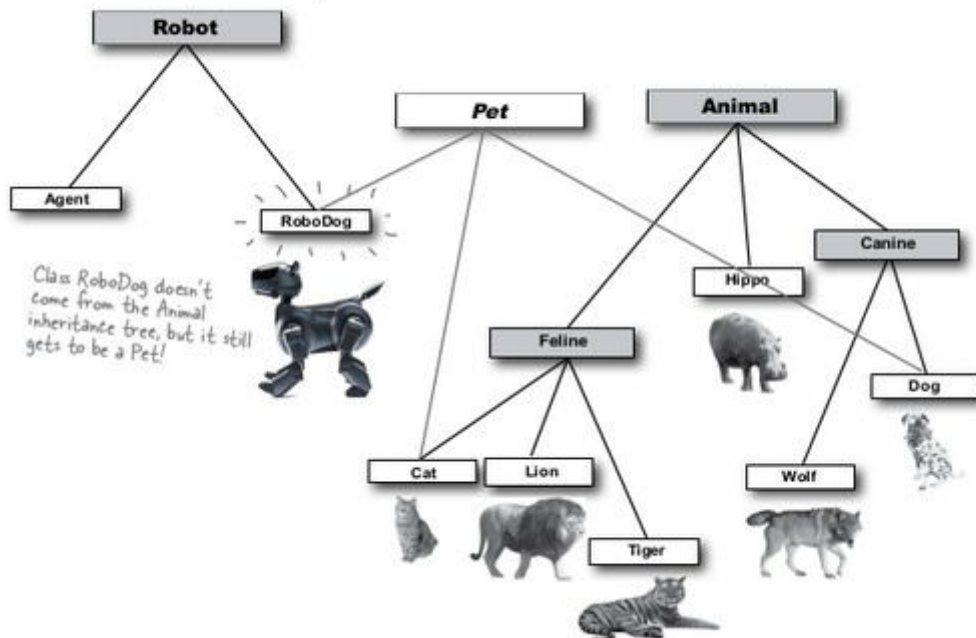 Robot
Pet
Animal
Agent
RoboDog
Canine
Hippo
Class RoboDog doesn't
come from the Animal
inheritance tree, but it still
gets to be a Pet!
Feline
Dog
Cat
Lion
Wolf
Tiger